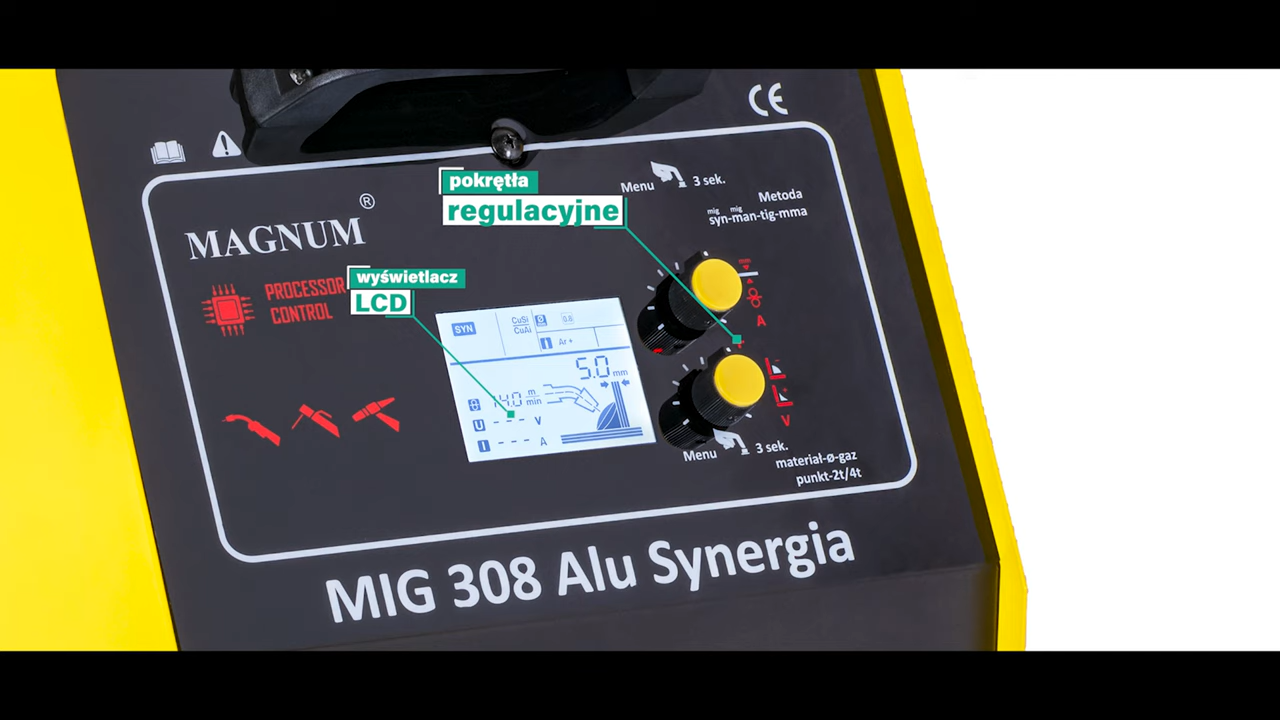 CE
pokrętła
regulacyjne
Menu 3 sek.
Metoda
mig mig
syn-man-tig-mma
MAGNUM®
PROCESSOR
CONTROL
wyświetlacz
LCD
A
SYN
CuSi
CuAl
0.8
Ar+
5.0 mm
m
min
U - - - V
I - - - A
V
Menu 3 sek.
materiał-ø-gaz
punkt-2t/4t
MIG 308 Alu Synergia